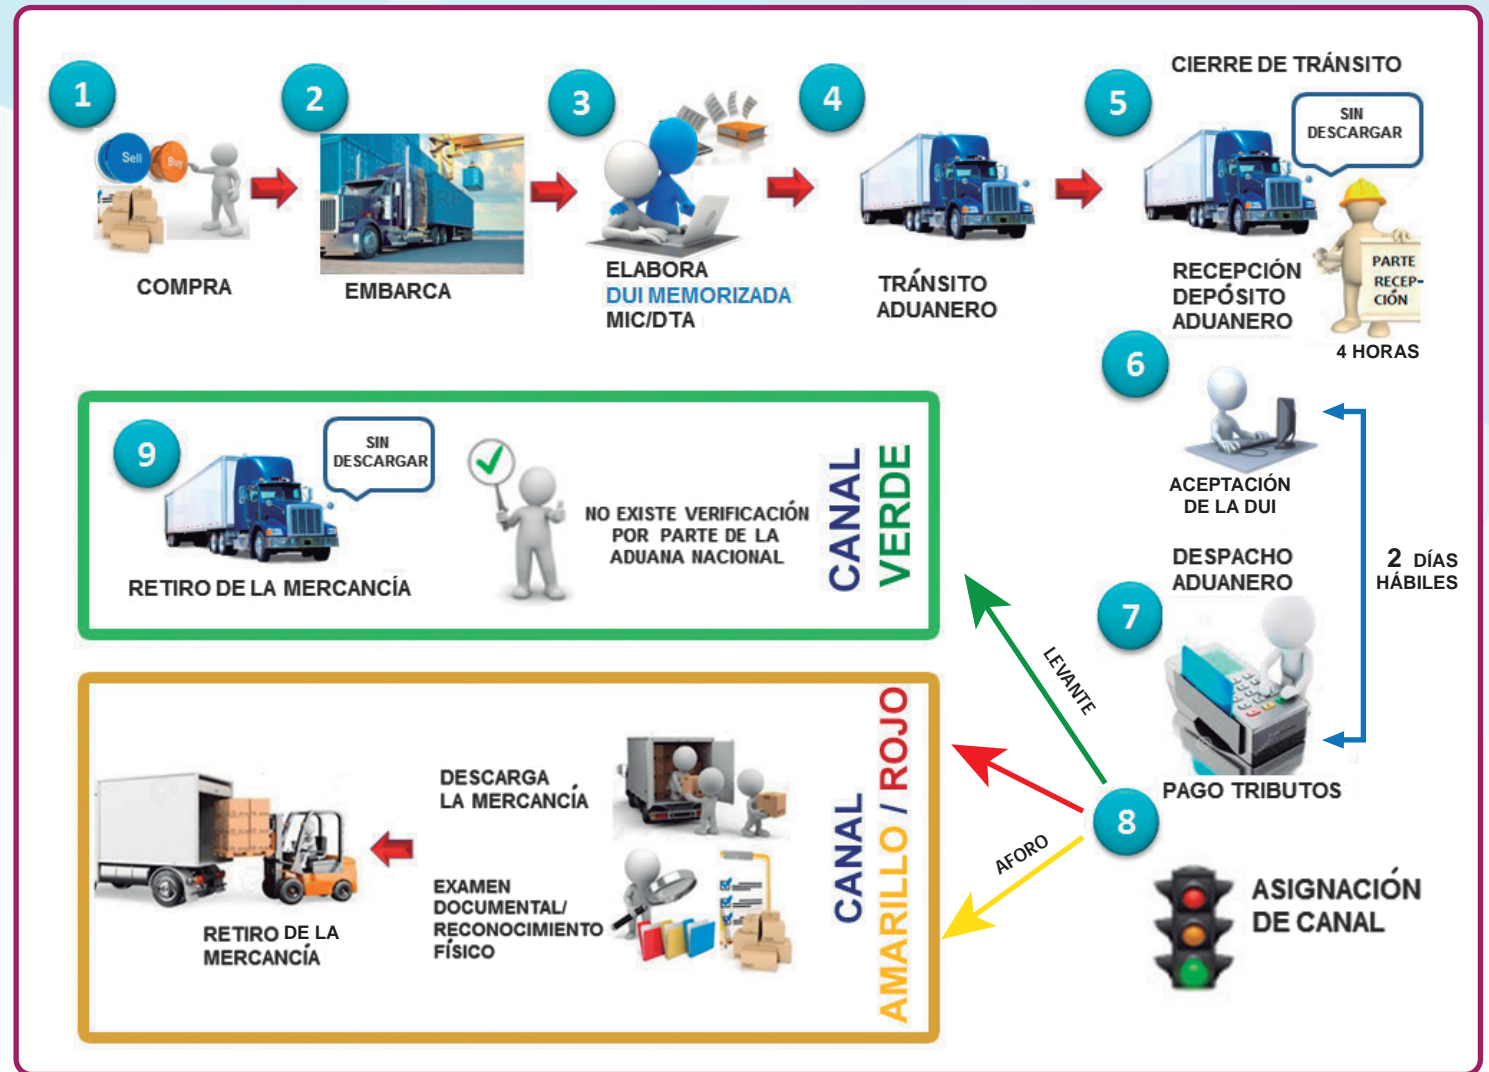 1
Sell
Buy
COMPRA
2
EMBARCA
3
ELABORA
DUI MEMORIZADA
MIC/DTA
4
TRÁNSITO
ADUANERO
CIERRE DE TRÁNSITO
5
SIN
DESCARGAR
RECEPCIÓN
DEPÓSITO
ADUANERO
PARTE
RECEP-
CIÓN
4 HORAS
6
ACEPTACIÓN
DE LA DUI
DESPACHO
ADUANERO
2 DÍAS
HÁBILES
7
PAGO TRIBUTOS
8
ASIGNACIÓN
DE CANAL
LEVANTE
AFORO
9
SIN
DESCARGAR
RETIRO DE LA MERCANCÍA
NO EXISTE VERIFICACIÓN
POR PARTE DE LA
ADUANA NACIONAL
CANAL
VERDE
DESCARGA
LA MERCANCÍA
EXAMEN
DOCUMENTAL/
RECONOCIMIENTO
FÍSICO
RETIRO DE LA
MERCANCÍA
CANAL
AMARILLO / ROJO